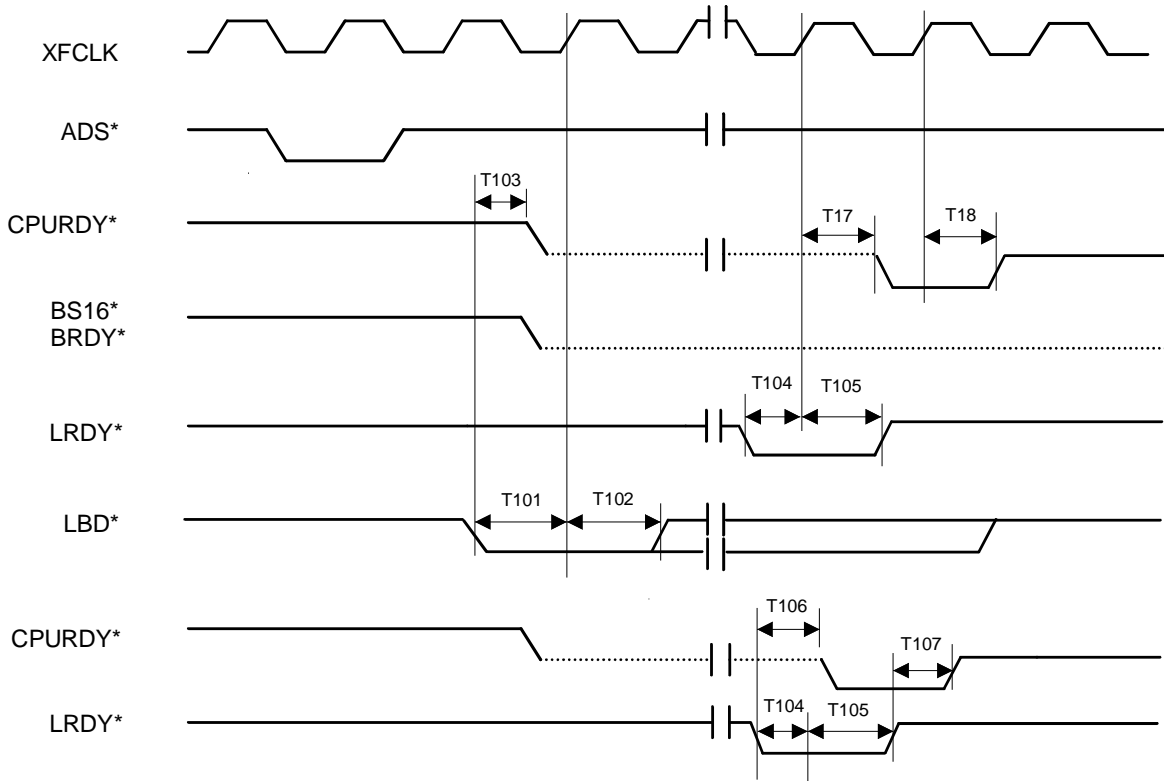 XFCLK
ADS*
T103
CPURDY*
T17
T18
BS16*
BRDY*
T104
T105
LRDY*
T101
T102
LBD*
T106
CPURDY*
T107
T104
T105
LRDY*